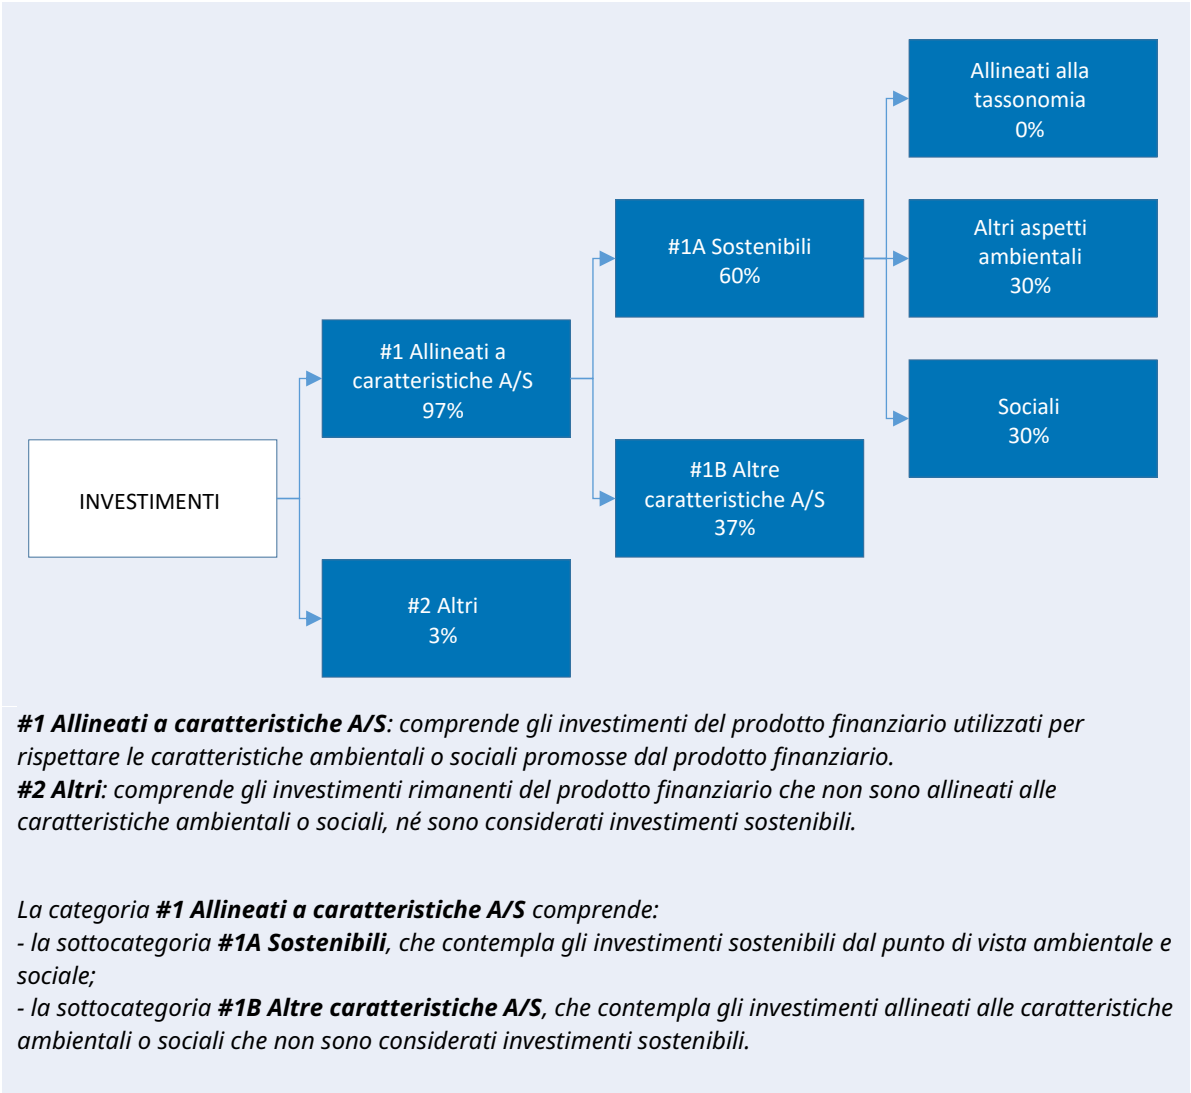 Allineati alla
tassonomia
0%
#1A Sostenibili
60%
Altri aspetti
ambientali
30%
#1 Allineati a
caratteristiche A/S
97%
Sociali
30%
INVESTIMENTI
#1B Altre
caratteristiche A/S
37%
#2 Altri
3%
#1 Allineati a caratteristiche A/S: comprende gli investimenti del prodotto finanziario utilizzati per
rispettare le caratteristiche ambientali o sociali promosse dal prodotto finanziario.
#2 Altri: comprende gli investimenti rimanenti del prodotto finanziario che non sono allineati alle
caratteristiche ambientali o sociali, né sono considerati investimenti sostenibili.
La categoria #1 Allineati a caratteristiche A/S comprende:
- la sottocategoria #1A Sostenibili, che contempla gli investimenti sostenibili dal punto di vista ambientale e
sociale;
- la sottocategoria #1B Altre caratteristiche A/S, che contempla gli investimenti allineati alle caratteristiche
ambientali o sociali che non sono considerati investimenti sostenibili.